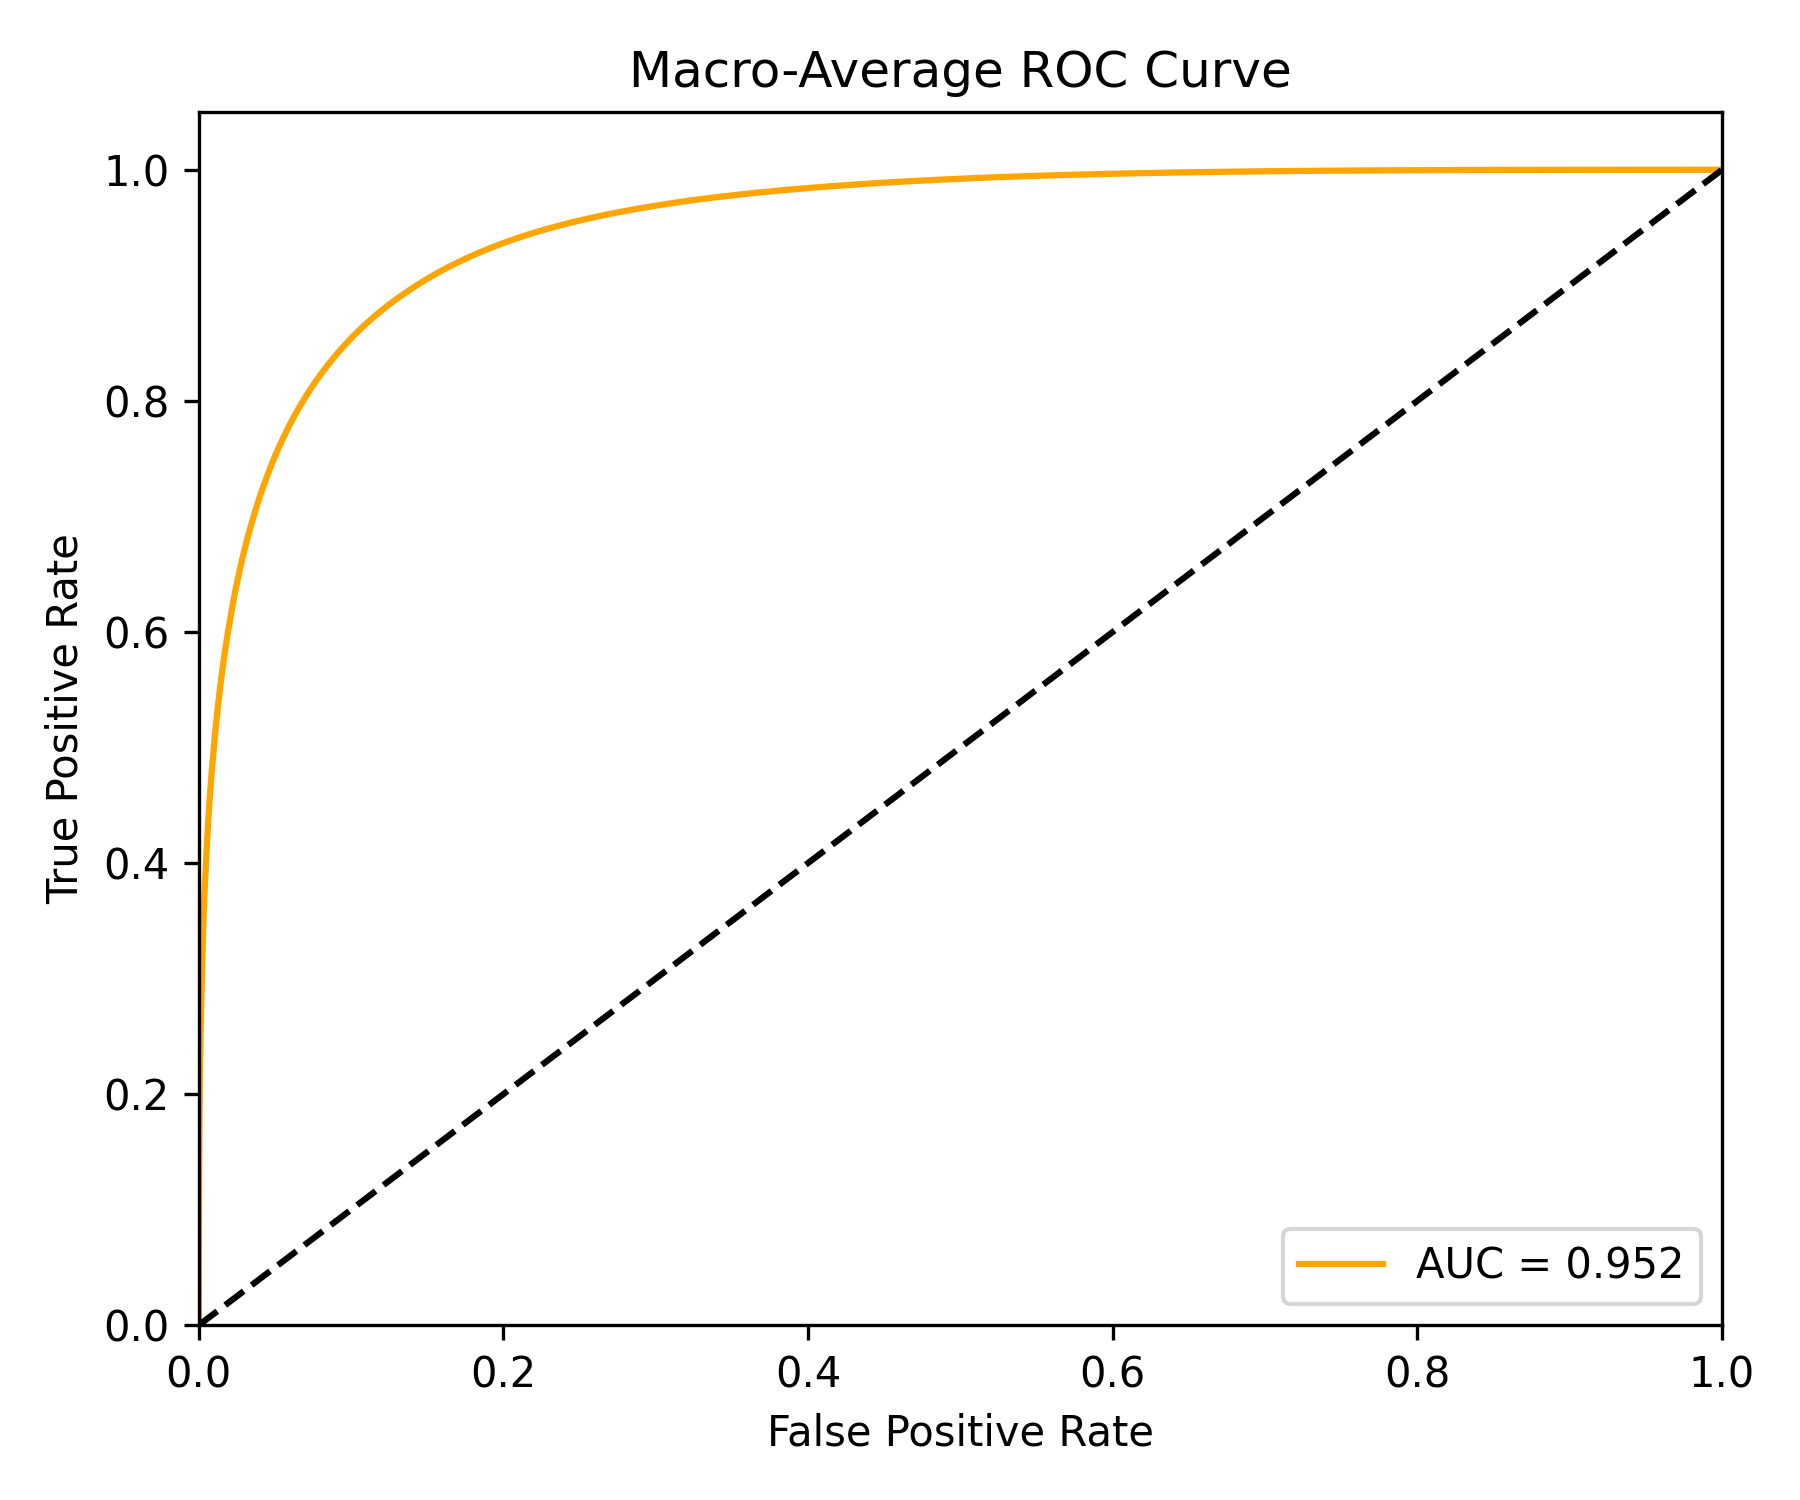 Macro-Average ROC Curve
True Positive Rate
1.0
0.8
0.6
0.4
0.2
0.0
0.0 0.2 0.4 0.6 0.8 1.0
False Positive Rate
AUC = 0.952